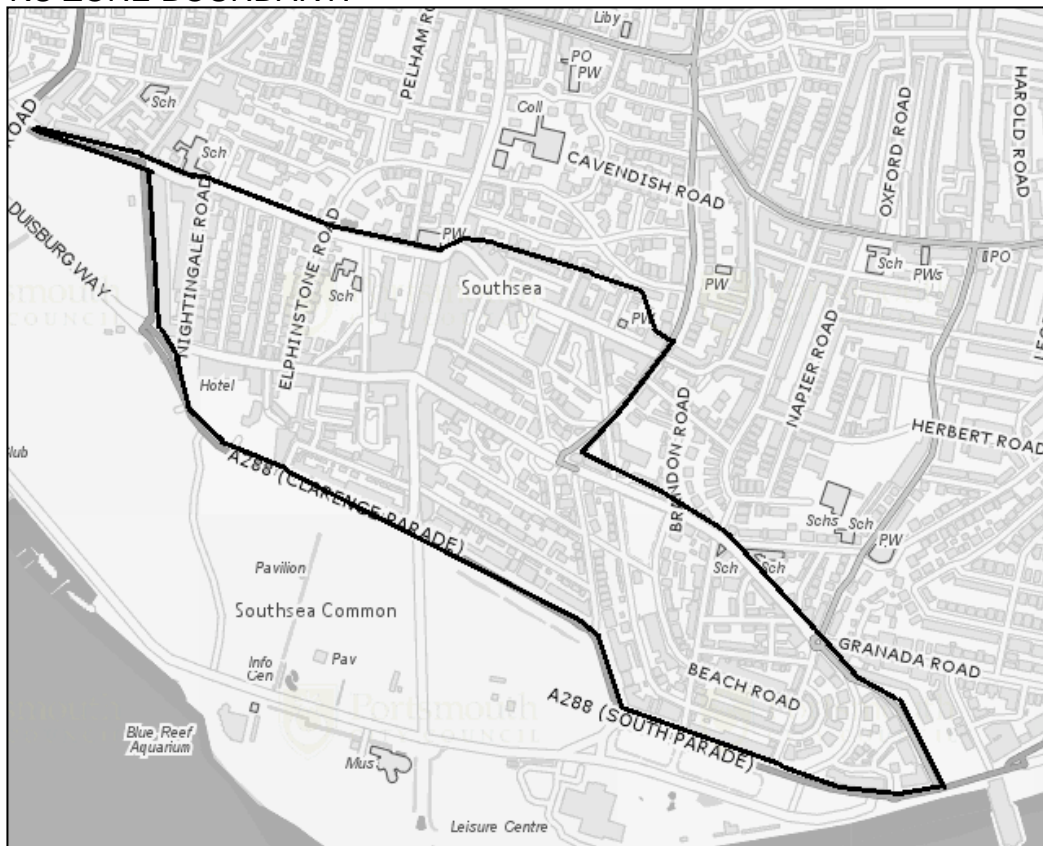 Liby
PELHAM RO
PO
PW
Sch
Coll
ROAD
Sch
CAVENDISH ROAD
OXFORD ROAD
HAROLD ROAD
DUISBURG WAY
NIGHTINGALE ROAD
ELPHINSTONE ROAD
PW
Sch
Southsea
PW
Sch
PWs
PO
PW
NAPIER ROAD
Hotel
BRANDON ROAD
HERBERT ROAD
lub
A288 (CLARENCE PARADE)
Schs
Sch
PW
Sch
Sch
Pavilion
Southsea Common
Info
Cen
Pav
GRANADA ROAD
BEACH ROAD
A288 (SOUTH PARADE)
Portsmouth
COUNCIL
Blue Reef
Aquarium
Mus
Leisure Centre